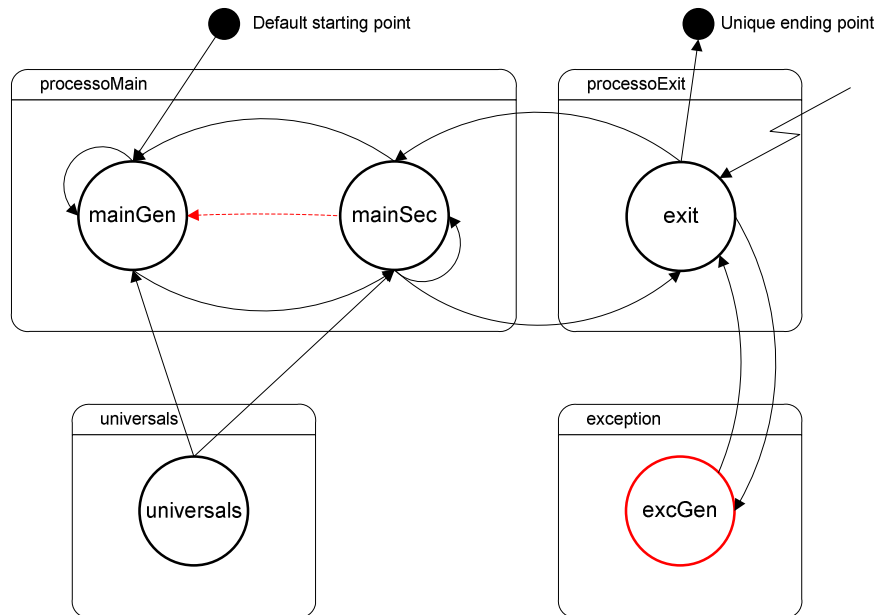 Default starting point
Unique ending point
processoMain
processoExit
mainGen
mainSec
exit
universals
exception
universals
excGen